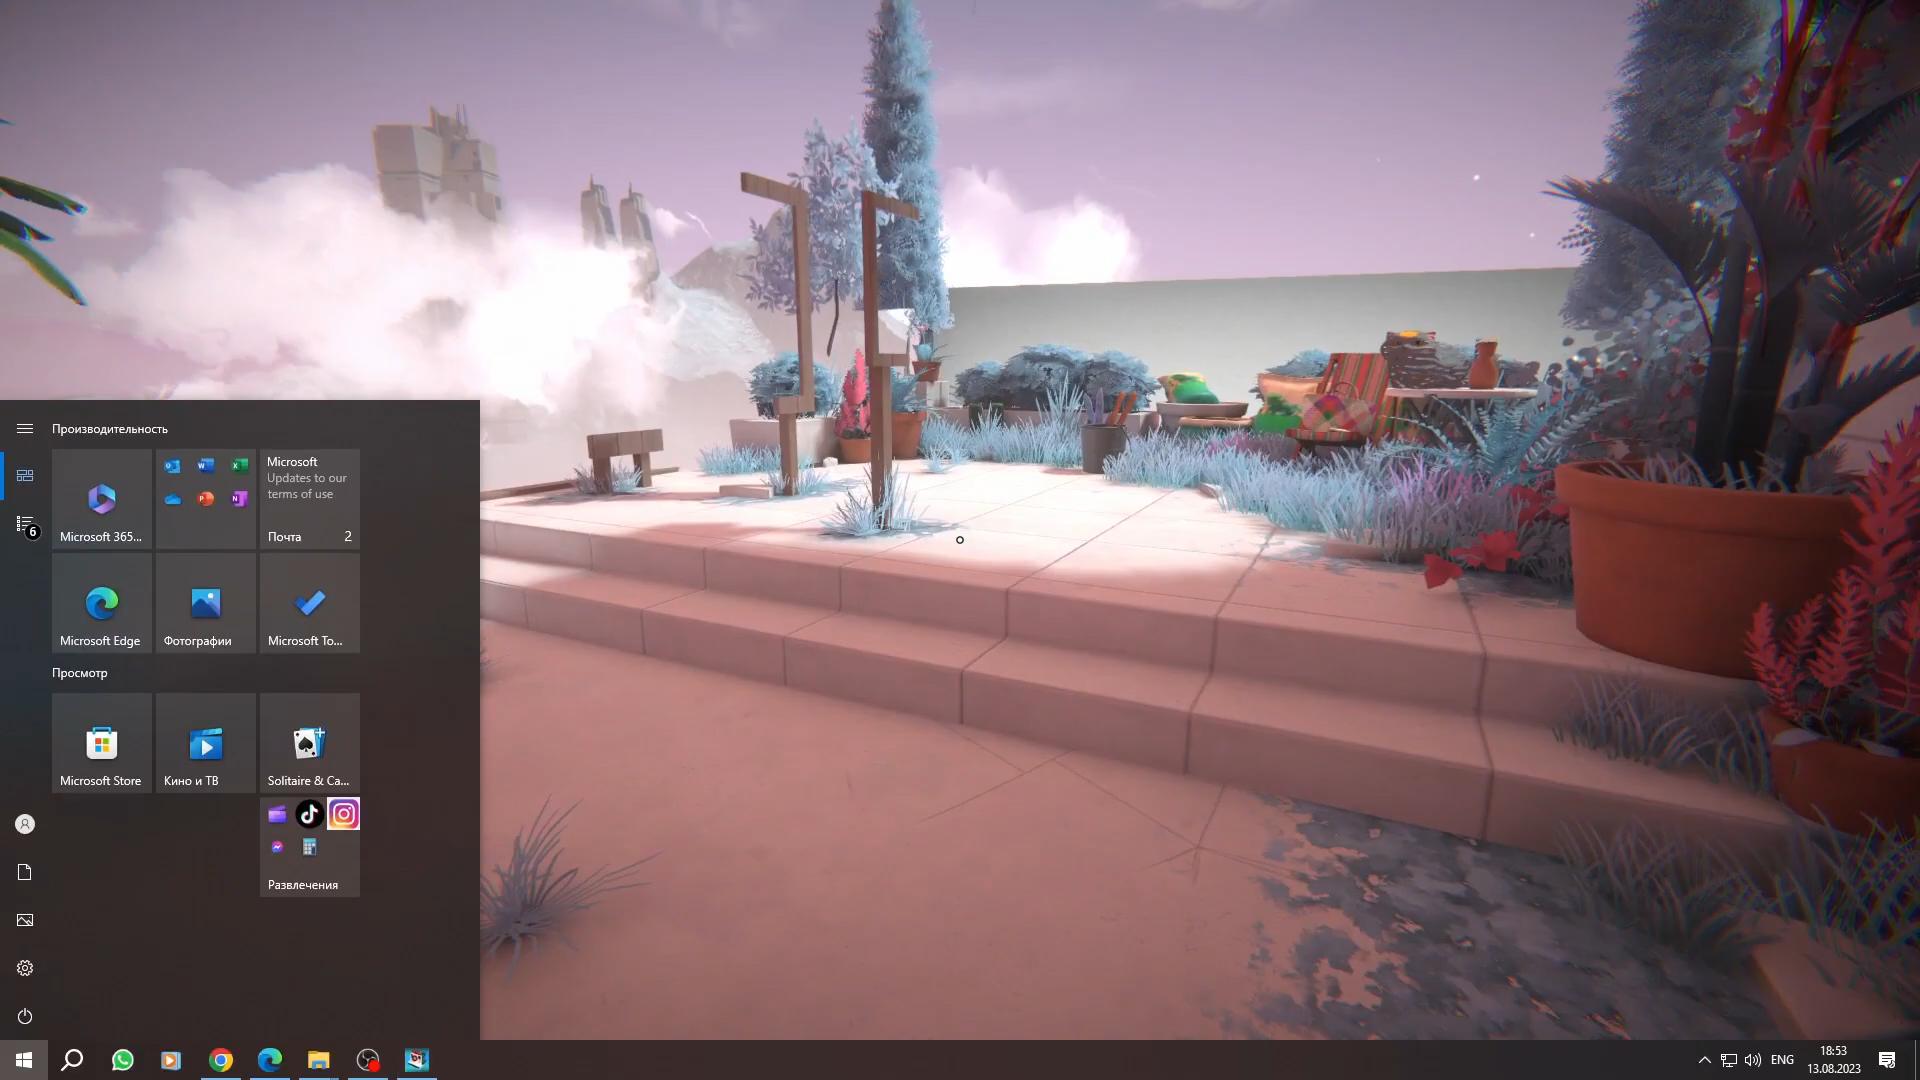 Производительность
Microsoft 365...
Microsoft
Updates to our
terms of use
Почта 2
6
Microsoft Edge
Фотографии
Microsoft To...
Просмотр
Microsoft Store
Кино и ТВ
Solitaire & Ca...
Развлечения
ENG
18:53
13.08.2023